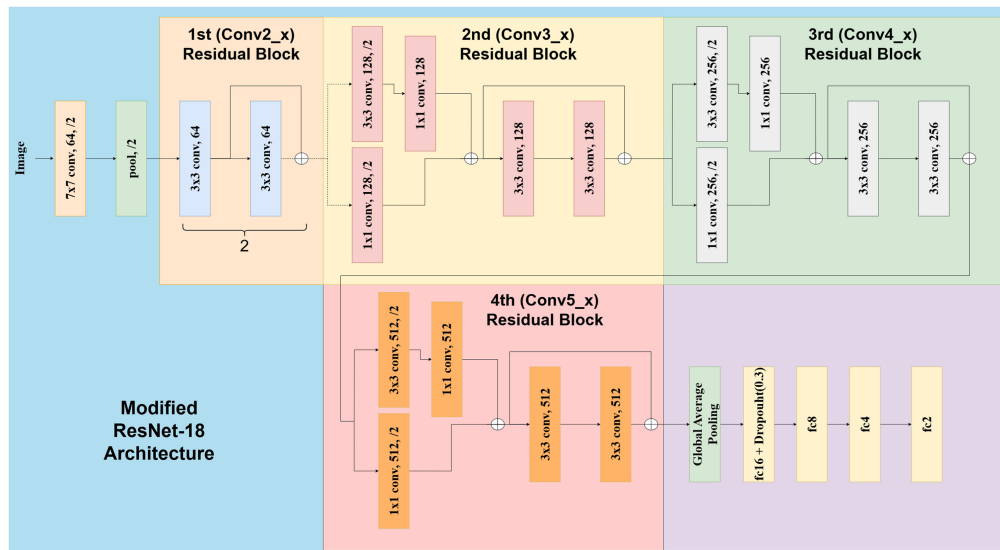 1st (Conv2_x)
Residual Block
2nd (Conv3_x)
Residual Block
3rd (Conv4_x)
Residual Block
Image
7x7 conv, 64, /2
pool, /2
3x3 conv, 64
3x3 conv, 64
2
3x3 conv, 128, /2
1x1 conv, 128
1x1 conv, 128, /2
3x3 conv, 128
3x3 conv, 128
3x3 conv, 256, /2
1x1 conv, 256
1x1 conv, 256, /2
3x3 conv, 256
3x3 conv, 256
4th (Conv5_x)
Residual Block
3x3 conv, 512, /2
1x1 conv, 512
1x1 conv, 512, /2
3x3 conv, 512
3x3 conv, 512
Global Average
Pooling
fc16 + Dropouht(0.3)
fc8
fc4
fc2
Modified
ResNet-18
Architecture